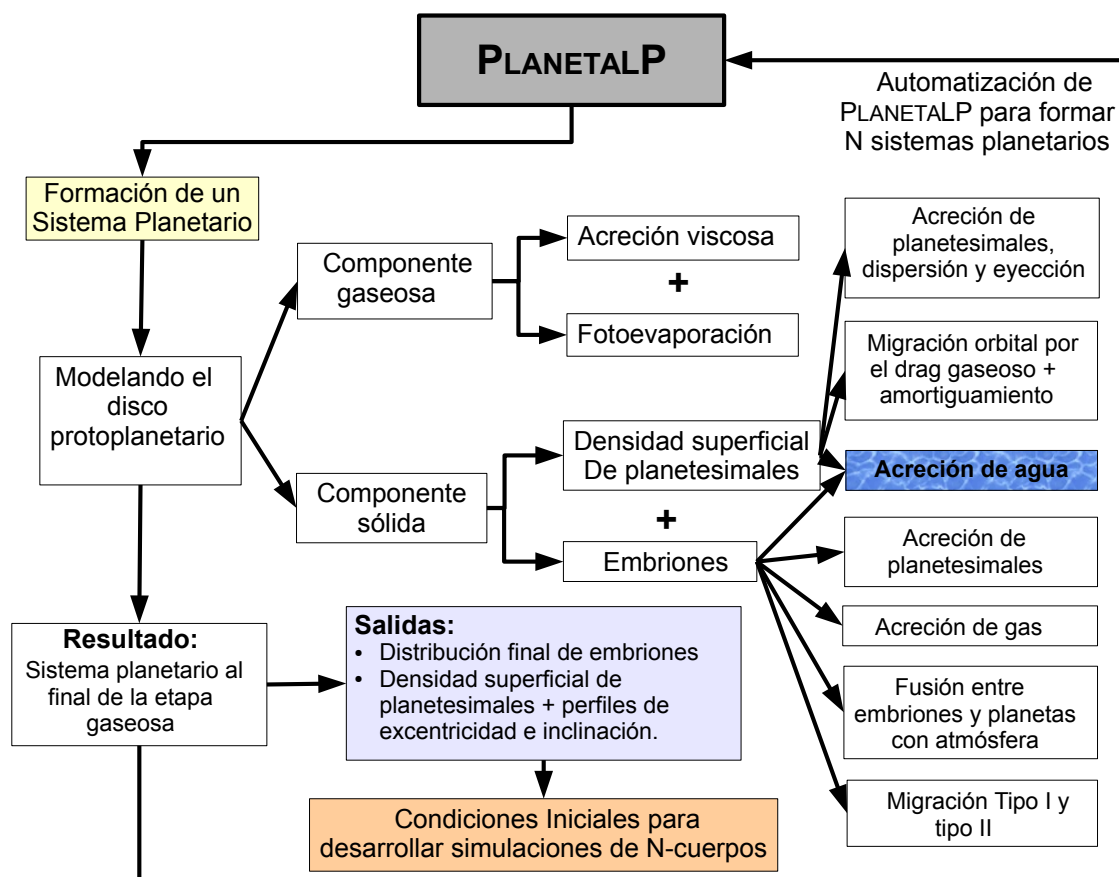 PLANETALP
Automatización de
PLANETALP para formar
N sistemas planetarios
Formación de un
Sistema Planetario
Modelando el
disco
protoplanetario
Componente
gaseosa
Acreción viscosa
+
Fotoevaporación
Componente
sólida
Densidad superficial
De planetesimales
+
Embriones
Acreción de
planetesimales,
dispersión y eyección
Migración orbital por
el drag gaseoso +
amortiguamiento
Acreción de agua
Acreción de
planetesimales
Acreción de gas
Fusión entre
embriones y planetas
con atmósfera
Migración Tipo I y
tipo II
Resultado:
Sistema planetario al
final de la etapa
gaseosa
Salidas:
• Distribución final de embriones
• Densidad superficial de
planetesimales + perfiles de
excentricidad e inclinación.
Condiciones Iniciales para
desarrollar simulaciones de N-cuerpos